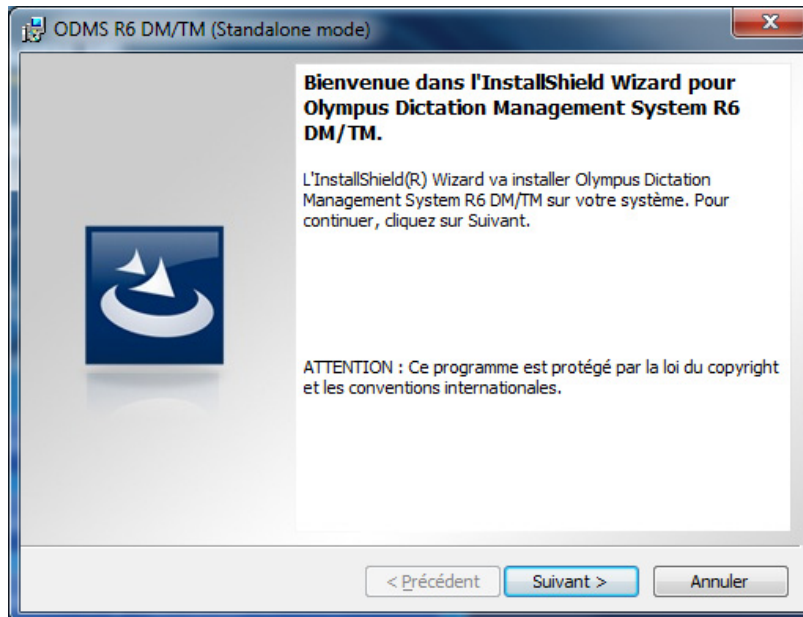 ODMS R6 DM/TM (Standalone mode)
Bienvenue dans l'InstallShield Wizard pour
Olympus Dictation Management System R6
DM/TM.
L'InstallShield(R) Wizard va installer Olympus Dictation
Management System R6 DM/TM sur votre système. Pour
continuer, cliquez sur Suivant.
ATTENTION : Ce programme est protégé par la loi du copyright
et les conventions internationales.
< Précédent
Suivant >
Annuler